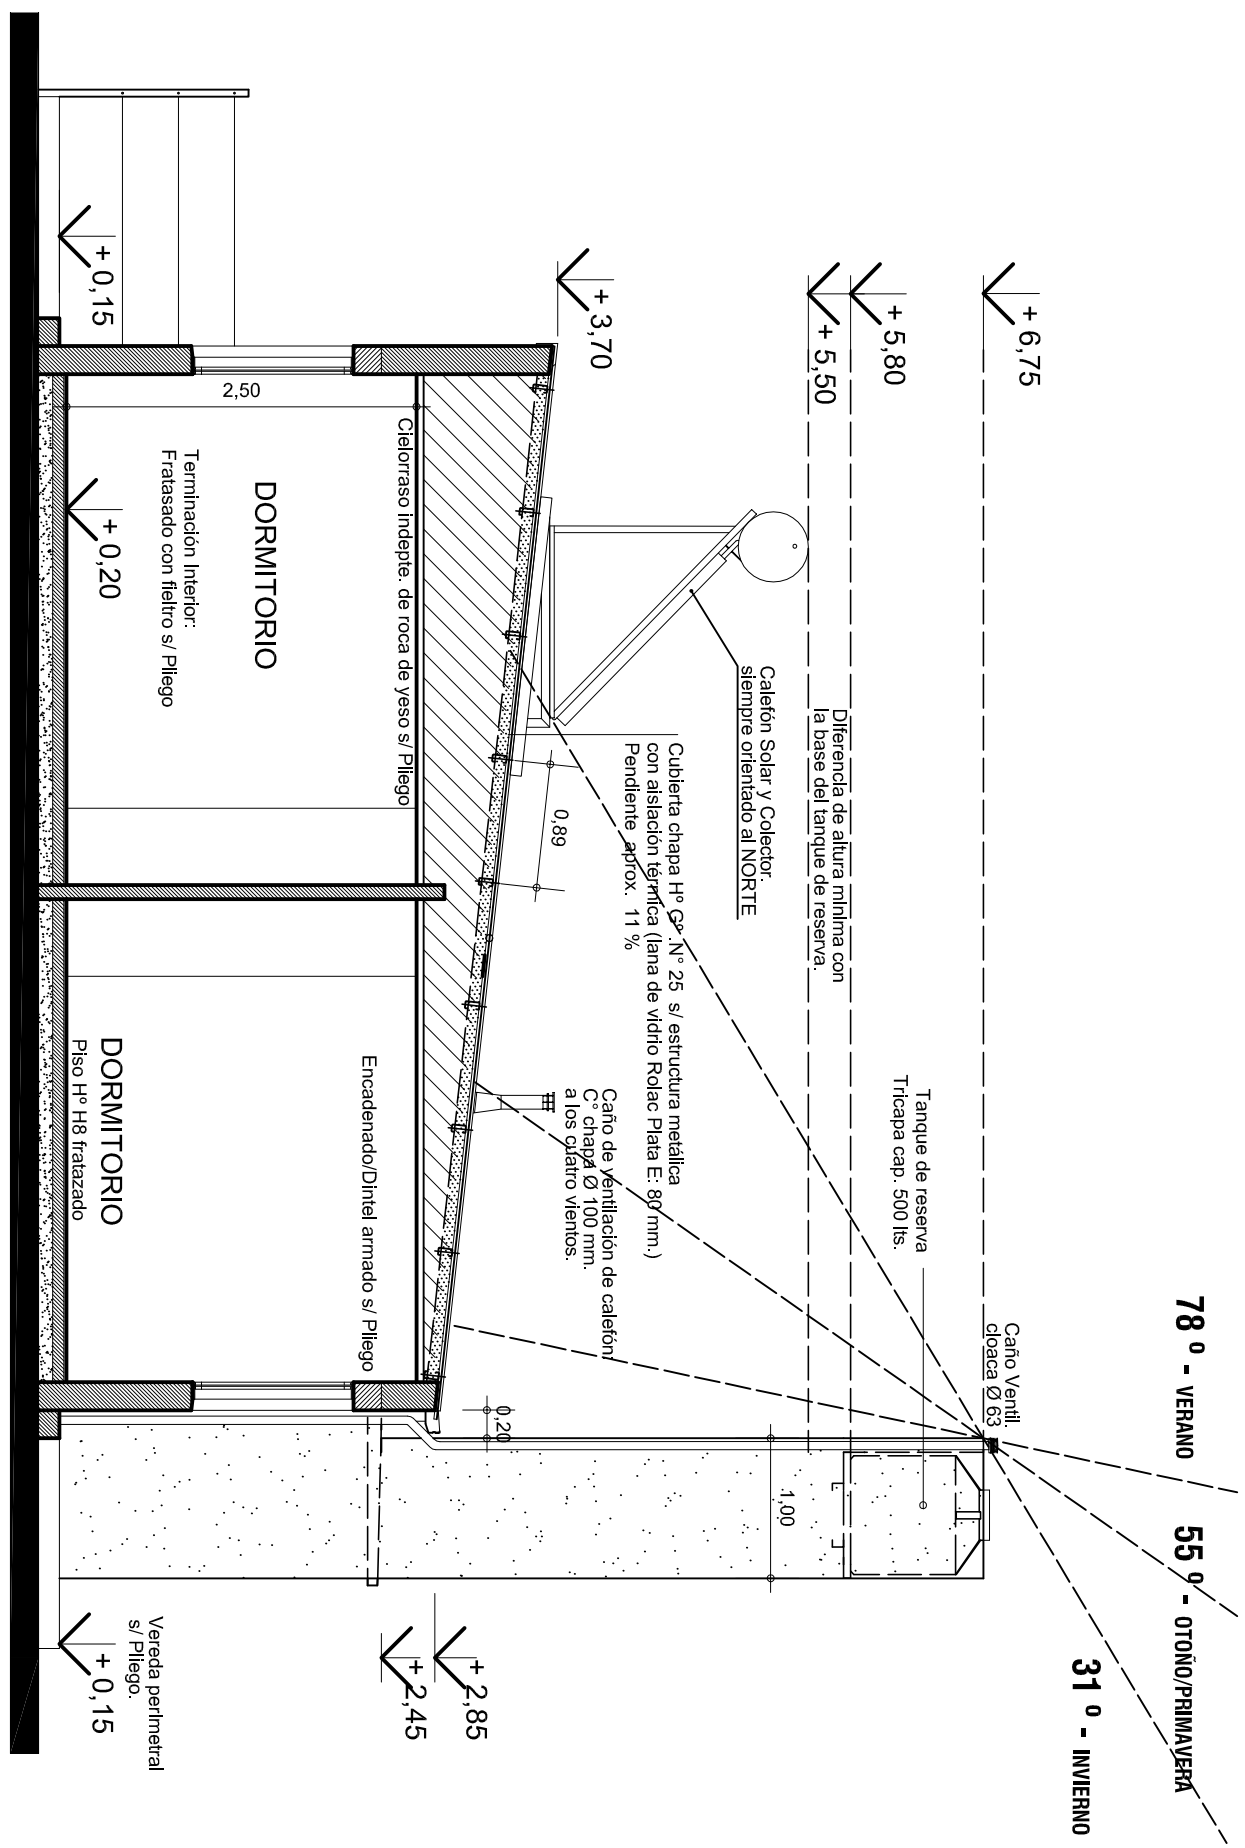 78 º - VERANO
55 º - OTOÑO/PRIMAVERA
31 º - INVIERNO
+ 6,75
+ 5,80
+ 5,50
+ 3,70
+ 0,15
Caño Ventil.
cloaca Ø 63
Tanque de reserva
Tricapa cap. 500 lts.
Diferencia de altura mínima con
la base del tanque de reserva.
Calefón Solar y Colector.
siempre orientado al NORTE
1,00
Cubierta chapa Hº Gº .N° 25 s/ estructura metálica
con aislación térmica (lana de vidrio Rolac Plata E: 80 mm.)
Pendiente aprox. 11 %
Caño de ventilación de calefón:
C° chapa Ø 100 mm.
a los cuatro vientos.
0,89
0,20
+ 2,85
+ 2,45
Cielorraso indepte. de roca de yeso s/ Pliego
Encadenado/Dintel armado s/ Pliego
2,50
DORMITORIO
Terminación Interior:
Fratasado con fieltro s/ Pliego
+ 0,20
DORMITORIO
Piso Hº H8 fratazado
Vereda perimetral
s/ Pliego.
+ 0,15